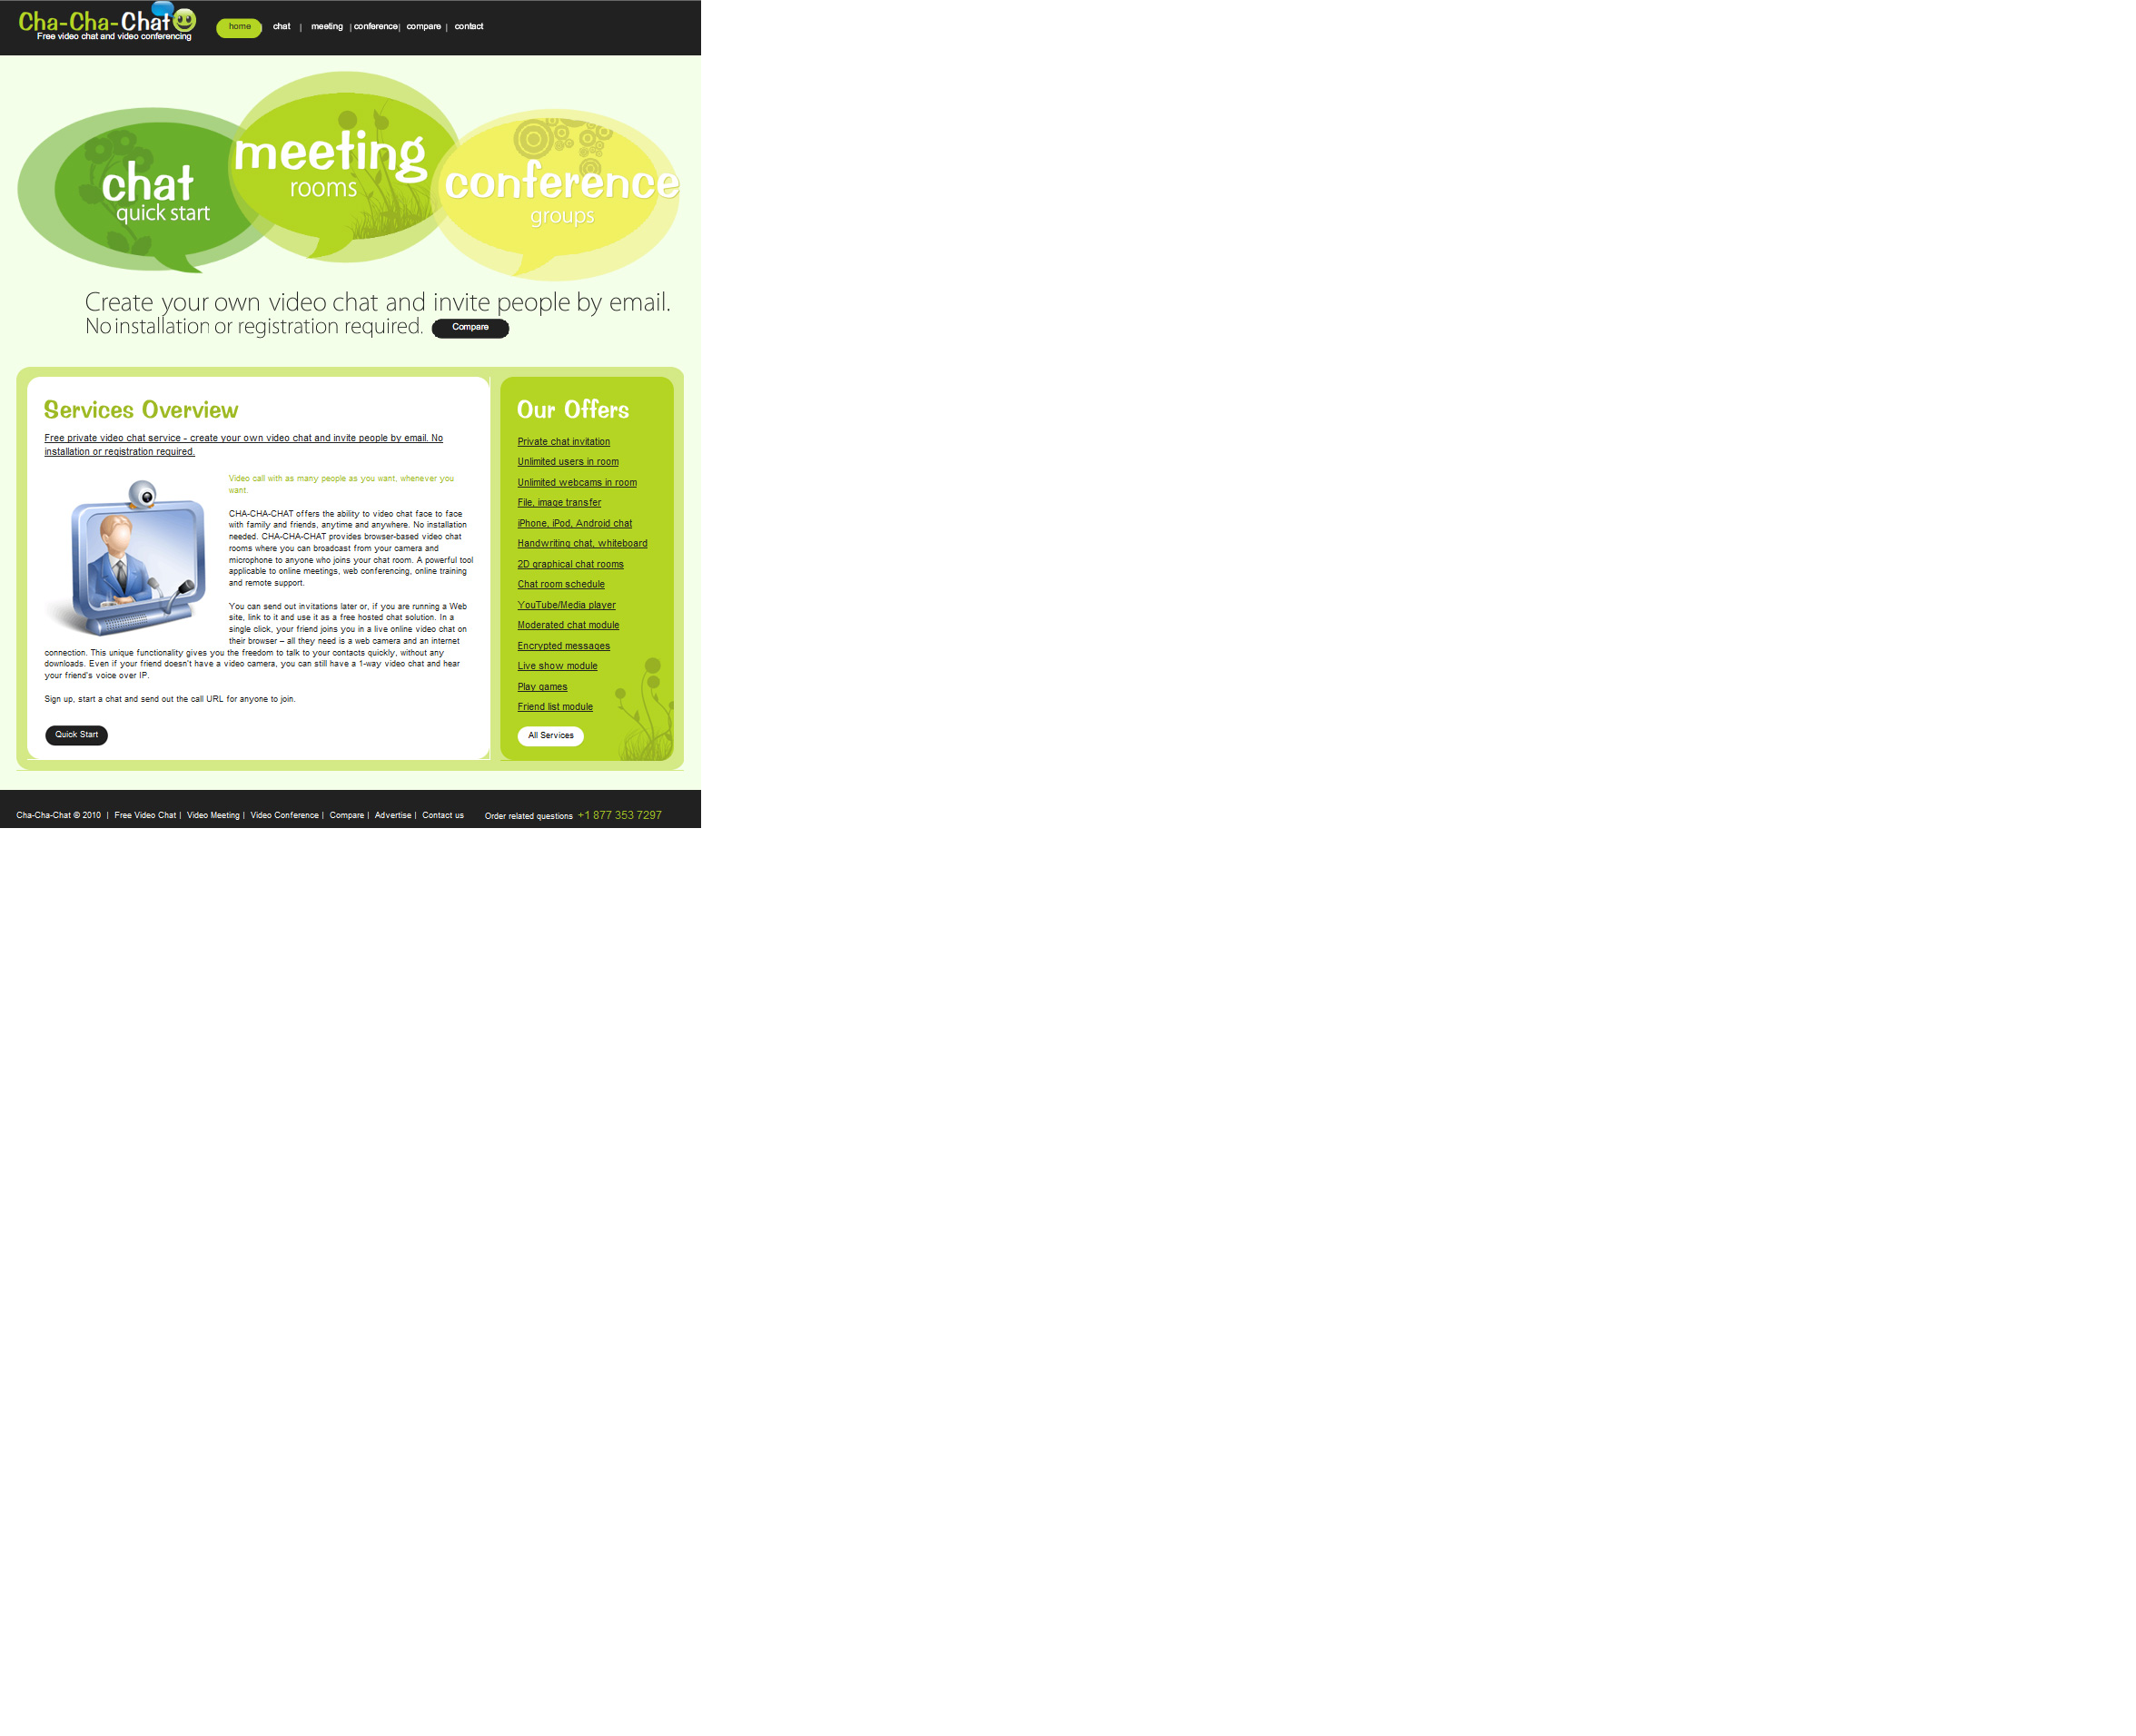 Cha-Cha-Chat
Free video chat and video conferencing
home chat | meeting | conference | compare | contact
chat
quick start
meeting
rooms
conference
groups
Create your own video chat and invite people by email.
No installation or registration required. Compare
Services Overview
Free private video chat service - create your own video chat and invite people by email. No
installation or registration required.
Video call with as many people as you want, whenever you
want.
CHA-CHA-CHAT offers the ability to video chat face to face
with family and friends, anytime and anywhere. No installation
needed. CHA-CHA-CHAT provides browser-based video chat
rooms where you can broadcast from your camera and
microphone to anyone who joins your chat room. A powerful tool
applicable to online meetings, web conferencing, online training
and remote support.
You can send out invitations later or, if you are running a Web
site, link to it and use it as a free hosted chat solution. In a
single click, your friend joins you in a live online video chat on
their browser – all they need is a web camera and an internet
connection. This unique functionality gives you the freedom to talk to your contacts quickly, without any
downloads. Even if your friend doesn't have a video camera, you can still have a 1-way video chat and hear
your friend's voice over IP.
Sign up, start a chat and send out the call URL for anyone to join.
Quick Start
Our Offers
Private chat invitation
Unlimited users in room
Unlimited webcams in room
File, image transfer
iPhone, iPod, Android chat
Handwriting chat, whiteboard
2D graphical chat rooms
Chat room schedule
YouTube/Media player
Moderated chat module
Encrypted messages
Live show module
Play games
Friend list module
All Services
Cha-Cha-Chat © 2010 | Free Video Chat | Video Meeting | Video Conference | Compare | Advertise | Contact us Order related questions +1 877 353 7297